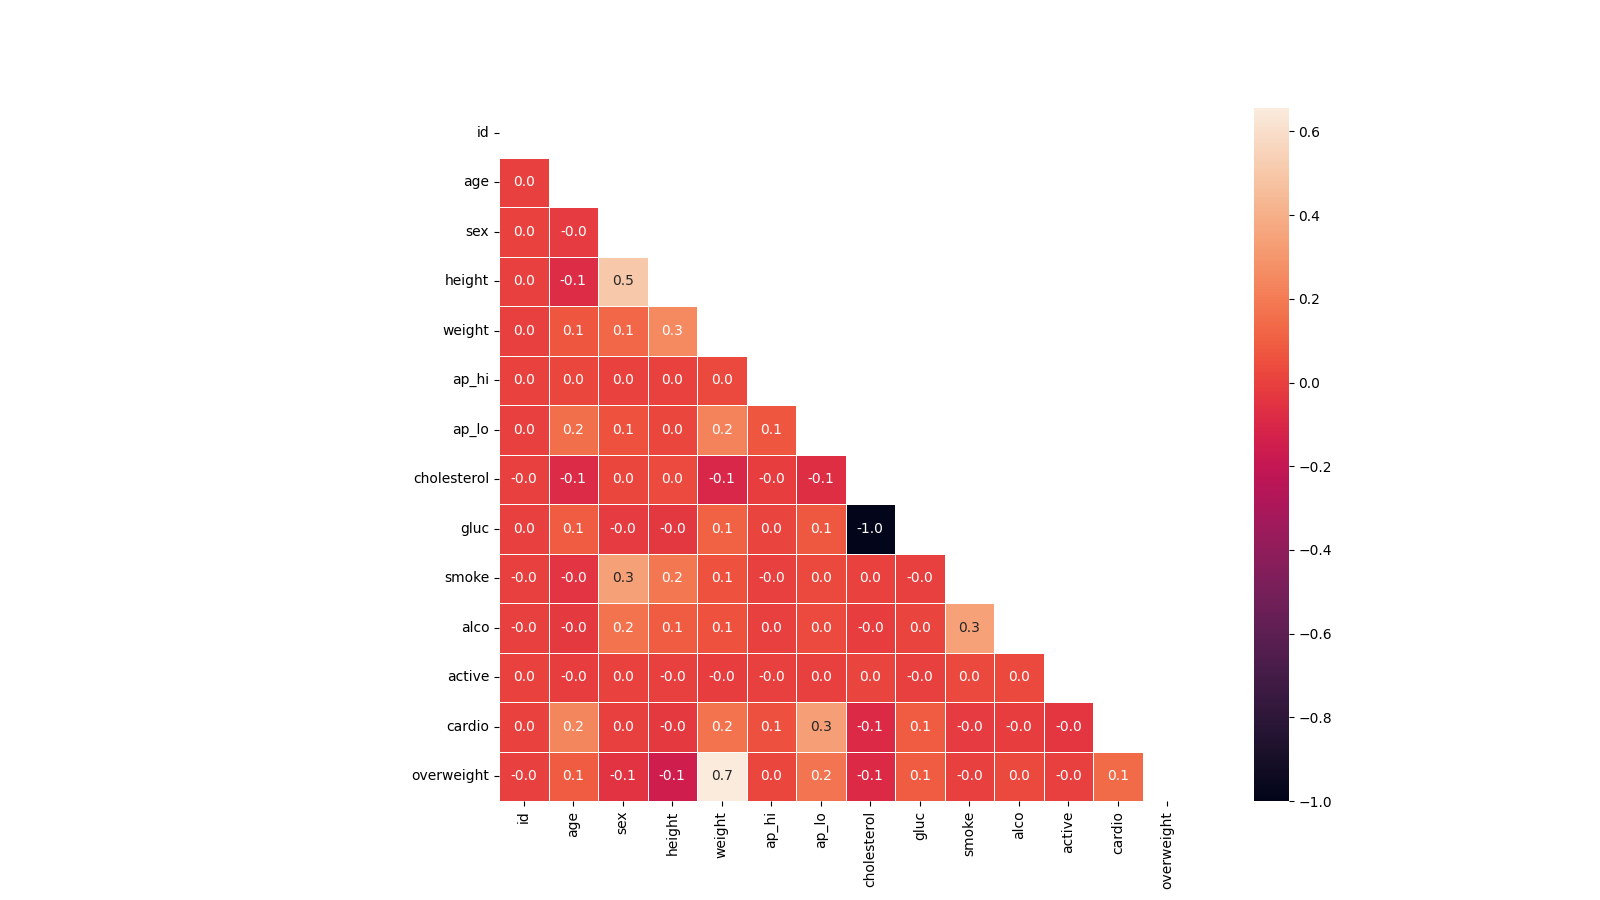 id
age 0.0
sex 0.0 -0.0
height 0.0 -0.1 0.5
weight 0.0 0.1 0.1 0.3
ap_hi 0.0 0.0 0.0 0.0 0.0
ap_lo 0.0 0.2 0.1 0.0 0.2 0.1
cholesterol -0.0 -0.1 0.0 0.0 -0.1 -0.0 -0.1
gluc 0.0 0.1 -0.0 -0.0 0.1 0.0 0.1 -1.0
smoke -0.0 -0.0 0.3 0.2 0.1 -0.0 0.0 0.0 -0.0
alco -0.0 -0.0 0.2 0.1 0.1 0.0 0.0 -0.0 0.0 0.3
active 0.0 -0.0 0.0 -0.0 -0.0 -0.0 0.0 0.0 -0.0 0.0 0.0
cardio 0.0 0.2 0.0 -0.0 0.2 0.1 0.3 -0.1 0.1 -0.0 -0.0 -0.0
overweight -0.0 0.1 -0.1 -0.1 0.7 0.0 0.2 -0.1 0.1 -0.0 0.0 -0.0 0.1
id age sex height weight ap_hi ap_lo cholesterol gluc smoke alco active cardio overweight
0.6
0.4
0.2
0.0
−0.2
−0.4
−0.6
−0.8
−1.0